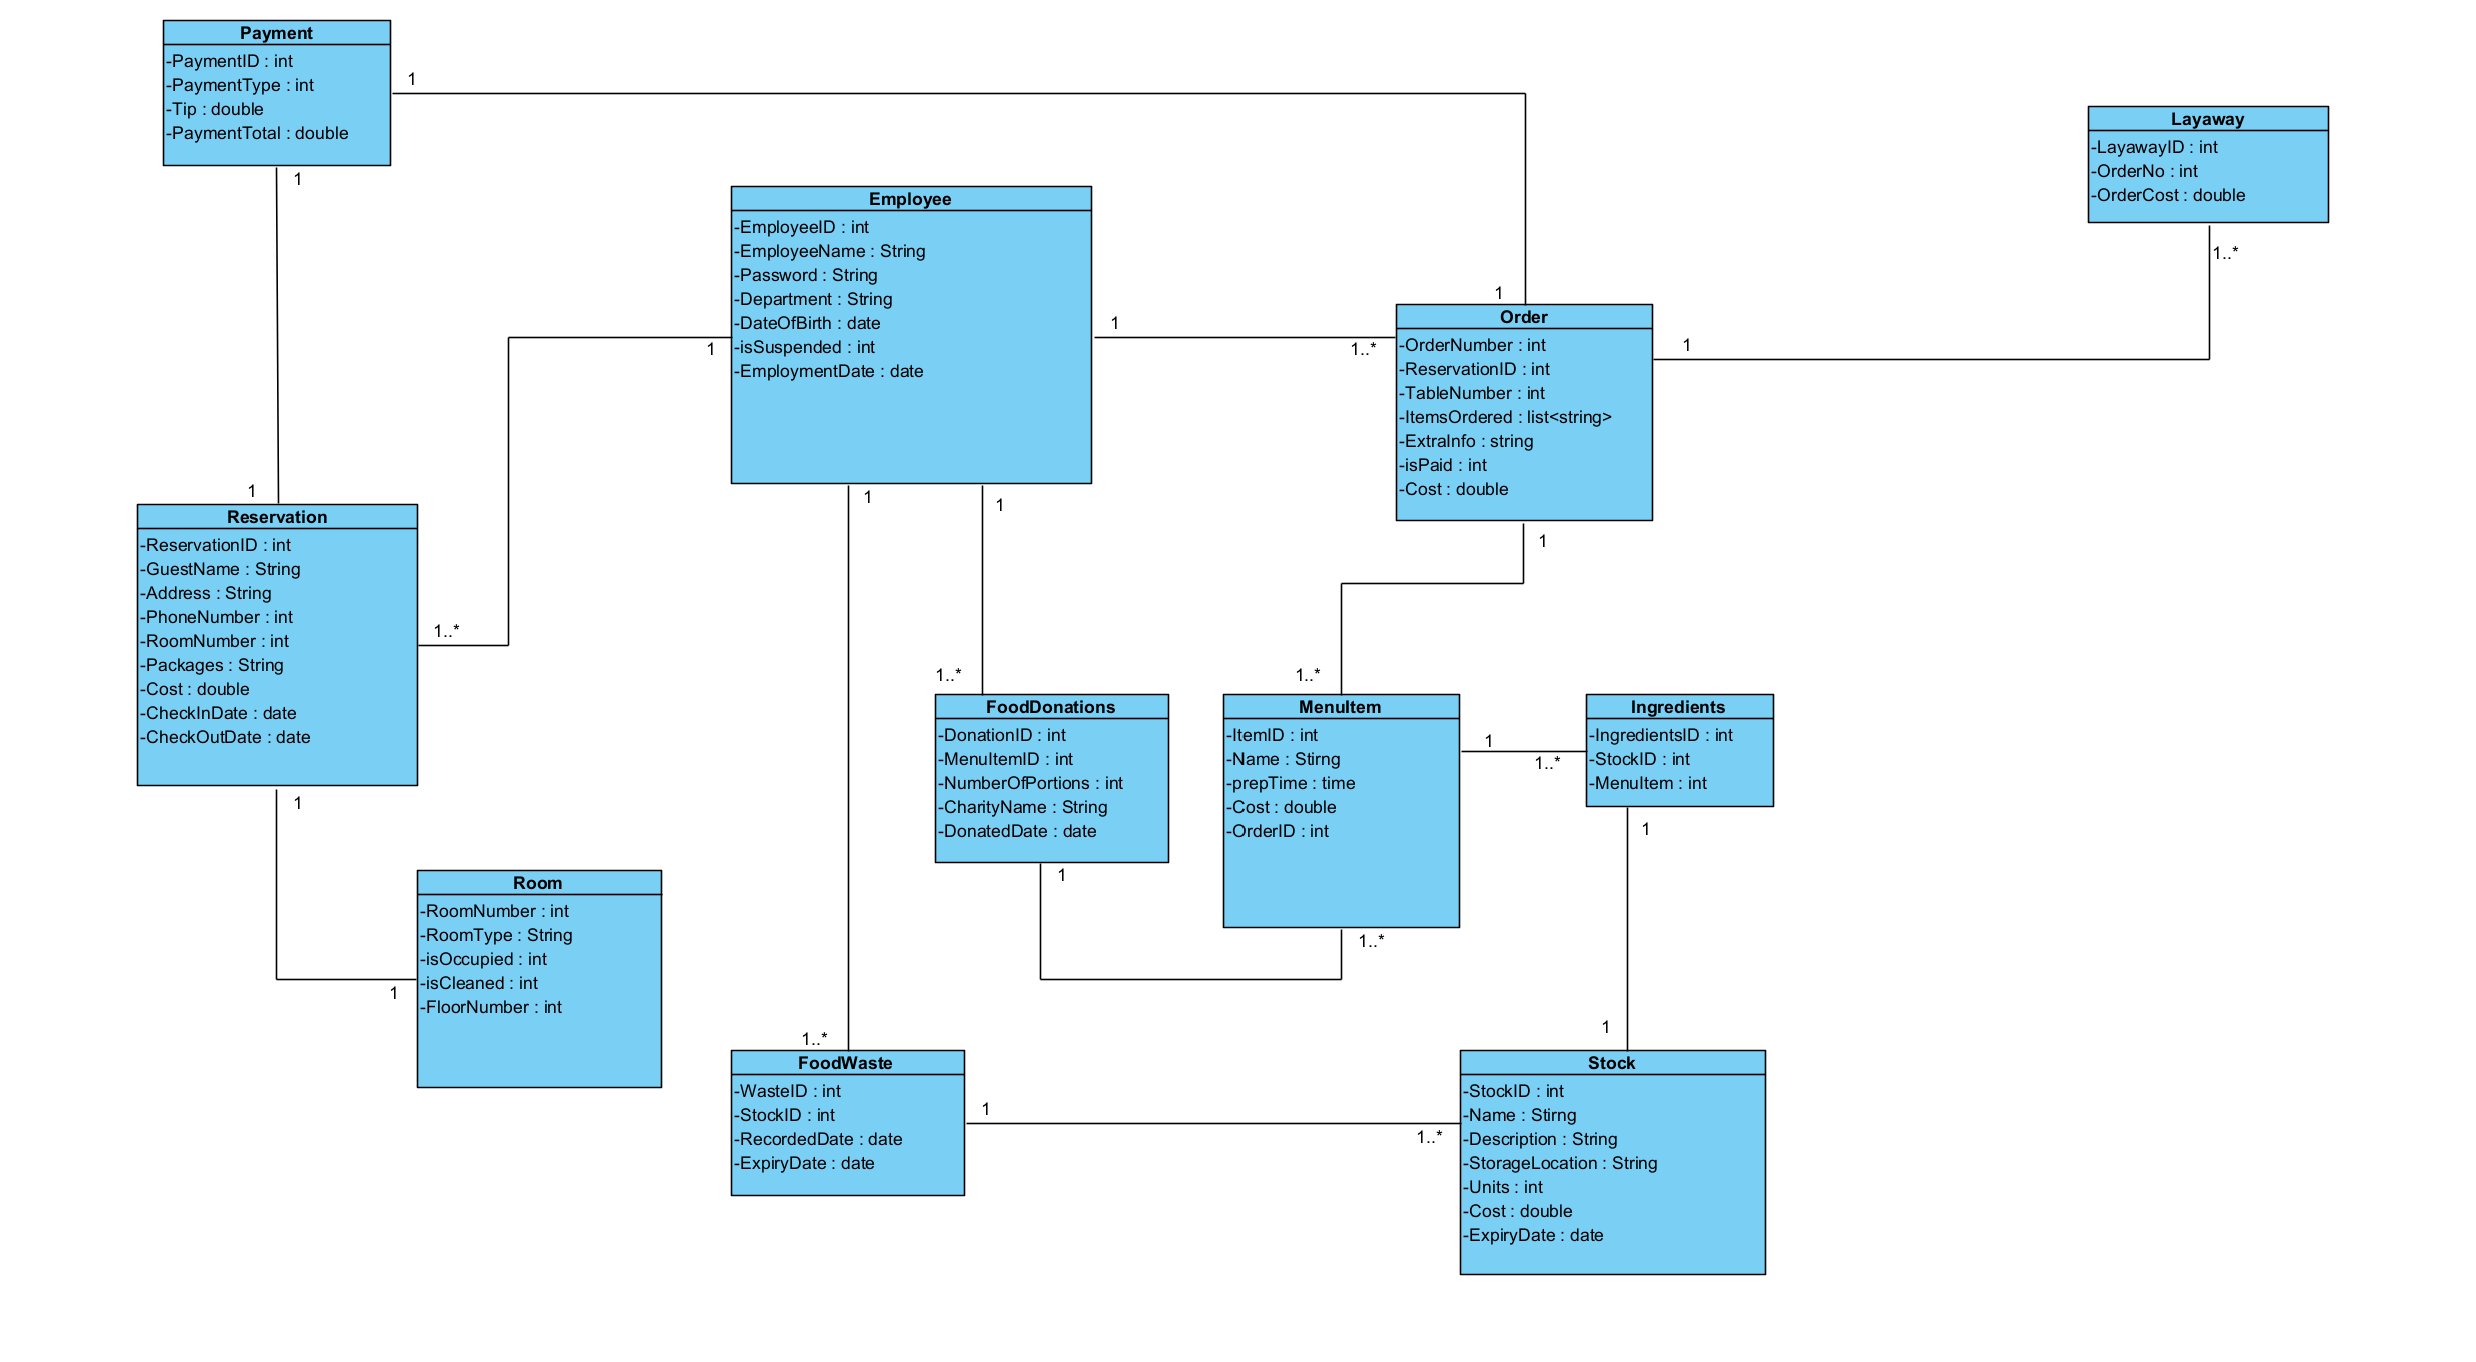 Payment
-PaymentID : int
-PaymentType : int
-Tip : double
-PaymentTotal : double
1
1
Layaway
-LayawayID : int
-OrderNo : int
-OrderCost : double
1..*
Employee
-EmployeeID : int
-EmployeeName : String
-Password : String
-Department : String
-DateOfBirth : date
-isSuspended : int
-EmploymentDate : date
1
1
1..*
1
1
1
Order
-OrderNumber : int
-ReservationID : int
-TableNumber : int
-ItemsOrdered : list<string>
-ExtraInfo : string
-isPaid : int
-Cost : double
1
1
1
Reservation
-ReservationID : int
-GuestName : String
-Address : String
-PhoneNumber : int
-RoomNumber : int
-Packages : String
-Cost : double
-CheckInDate : date
-CheckOutDate : date
1..*
1
1..*
FoodDonations
-DonationID : int
-MenuItemID : int
-NumberOfPortions : int
-CharityName : String
-DonatedDate : date
1
1..*
MenuItem
-ItemID : int
-Name : Stirng
-prepTime : time
-Cost : double
-OrderID : int
1
1..*
1..*
Ingredients
-IngredientsID : int
-StockID : int
-MenuItem : int
1
Room
-RoomNumber : int
-RoomType : String
-isOccupied : int
-isCleaned : int
-FloorNumber : int
1
1..*
FoodWaste
-WasteID : int
-StockID : int
-RecordedDate : date
-ExpiryDate : date
1
1..*
1
Stock
-StockID : int
-Name : Stirng
-Description : String
-StorageLocation : String
-Units : int
-Cost : double
-ExpiryDate : date